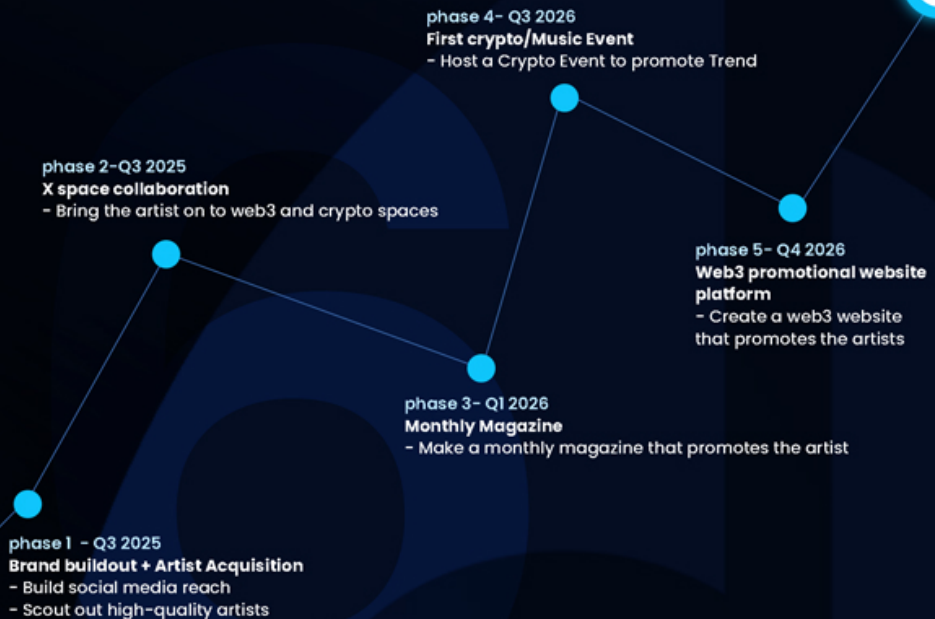 phase 4- Q3 2026
First crypto/Music Event
- Host a Crypto Event to promote Trend
phase 2-Q3 2025
X space collaboration
- Bring the artist on to web3 and crypto spaces
phase 5- Q4 2026
Web3 promotional website
platform
- Create a web3 website
that promotes the artists
phase 3- Q1 2026
Monthly Magazine
- Make a monthly magazine that promotes the artist
phase 1 - Q3 2025
Brand buildout + Artist Acquisition
- Build social media reach
- Scout out high-quality artists